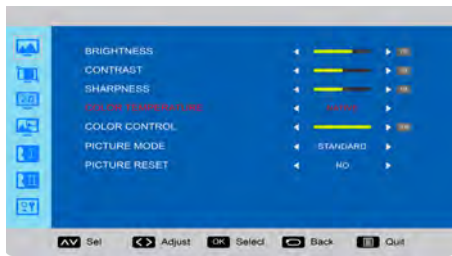 BRIGHTNESS
CONTRAST
SHARPNESS
COLOR TEMPERATURE
COLOR CONTROL
PICTURE MODE STANDARD
PICTURE RESET NO
Sel Adjust OK Select Back Quit